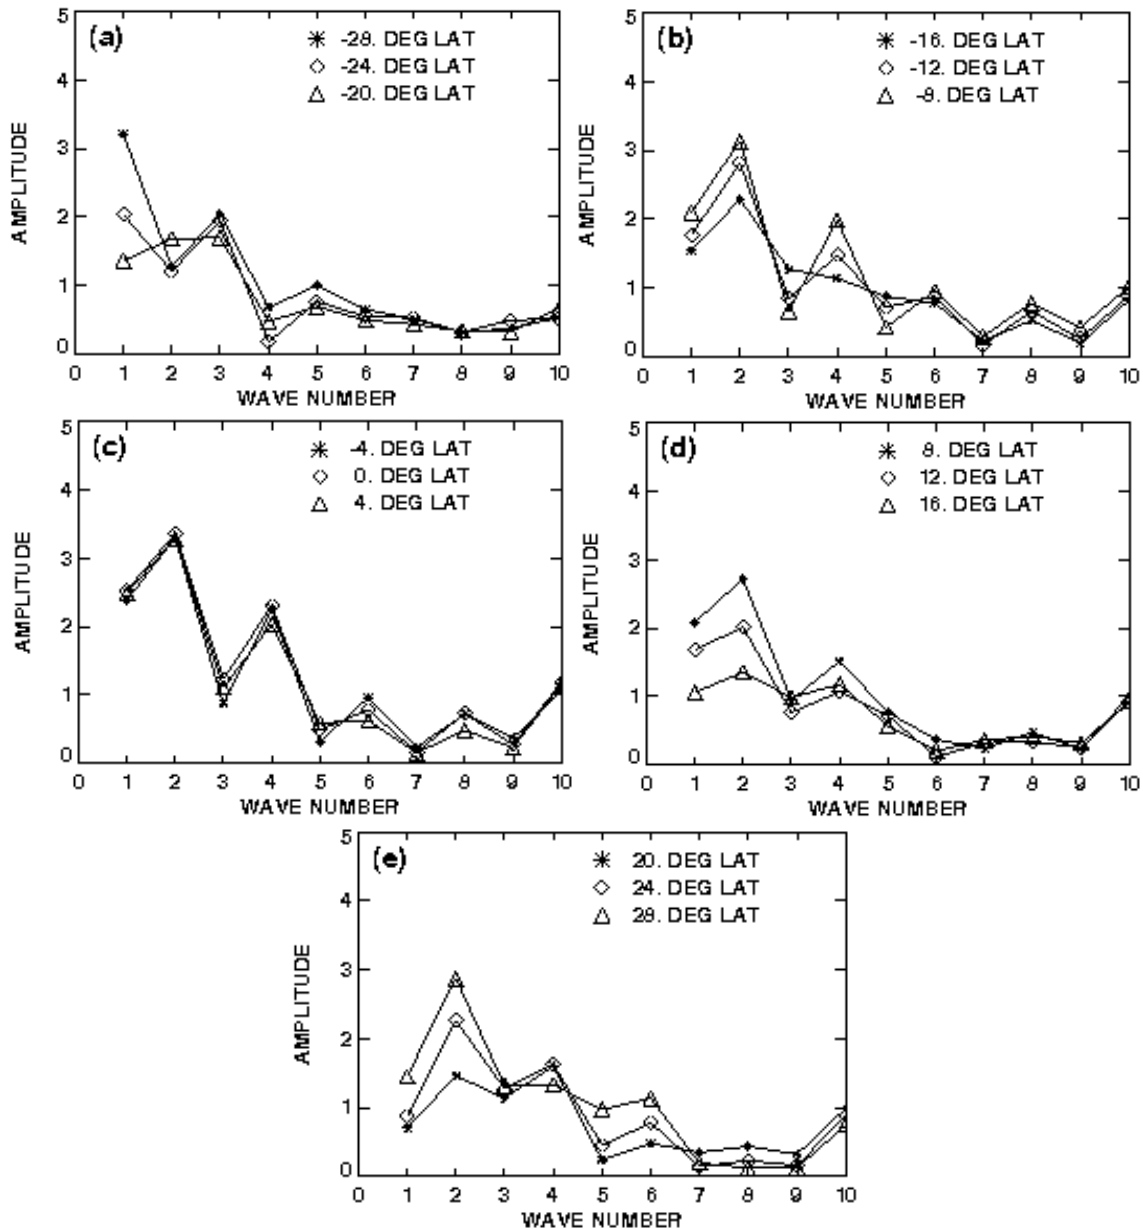 (a)
-28. DEG LAT
-24. DEG LAT
-20. DEG LAT
AMPLITUDE
5
4
3
2
1
0
0 1 2 3 4 5 6 7 8 9 10
WAVE NUMBER
(b)
-16. DEG LAT
-12. DEG LAT
-8. DEG LAT
AMPLITUDE
5
4
3
2
1
0
0 1 2 3 4 5 6 7 8 9 10
WAVE NUMBER
(c)
-4. DEG LAT
0. DEG LAT
4. DEG LAT
AMPLITUDE
5
4
3
2
1
0
0 1 2 3 4 5 6 7 8 9 10
WAVE NUMBER
(d)
8. DEG LAT
12. DEG LAT
16. DEG LAT
AMPLITUDE
5
4
3
2
1
0
0 1 2 3 4 5 6 7 8 9 10
WAVE NUMBER
(e)
20. DEG LAT
24. DEG LAT
28. DEG LAT
AMPLITUDE
5
4
3
2
1
0
0 1 2 3 4 5 6 7 8 9 10
WAVE NUMBER